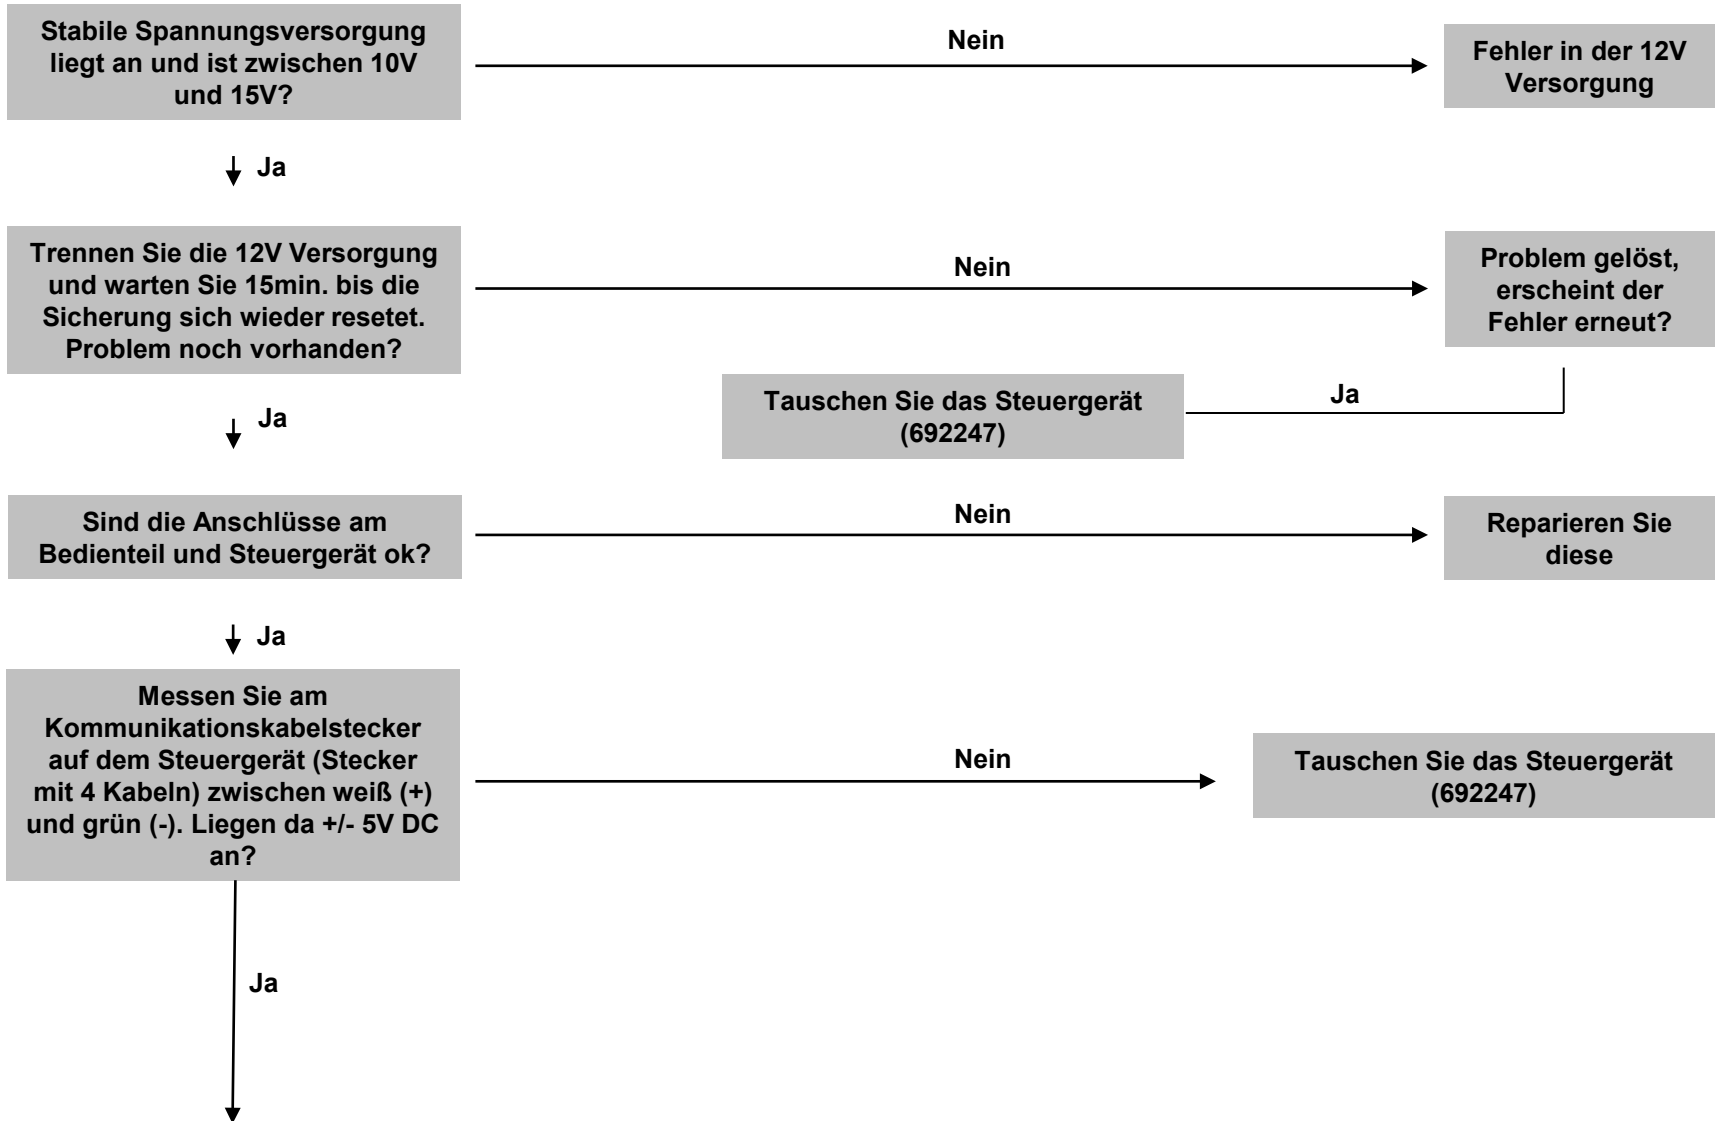 Stabile Spannungsversorgung
liegt an und ist zwischen 10V
und 15V?
Nein
Fehler in der 12V
Versorgung
Ja
Trennen Sie die 12V Versorgung
und warten Sie 15min. bis die
Sicherung sich wieder resetet.
Problem noch vorhanden?
Nein
Problem gelöst,
erscheint der
Fehler erneut?
Ja
Tauschen Sie das Steuergerät
(692247)
Ja
Sind die Anschlüsse am
Bedienteil und Steuergerät ok?
Nein
Reparieren Sie
diese
Ja
Messen Sie am
Kommunikationskabelstecker
auf dem Steuergerät (Stecker
mit 4 Kabeln) zwischen weiß (+)
und grün (-). Liegen da +/- 5V DC
an?
Nein
Tauschen Sie das Steuergerät
(692247)
Ja